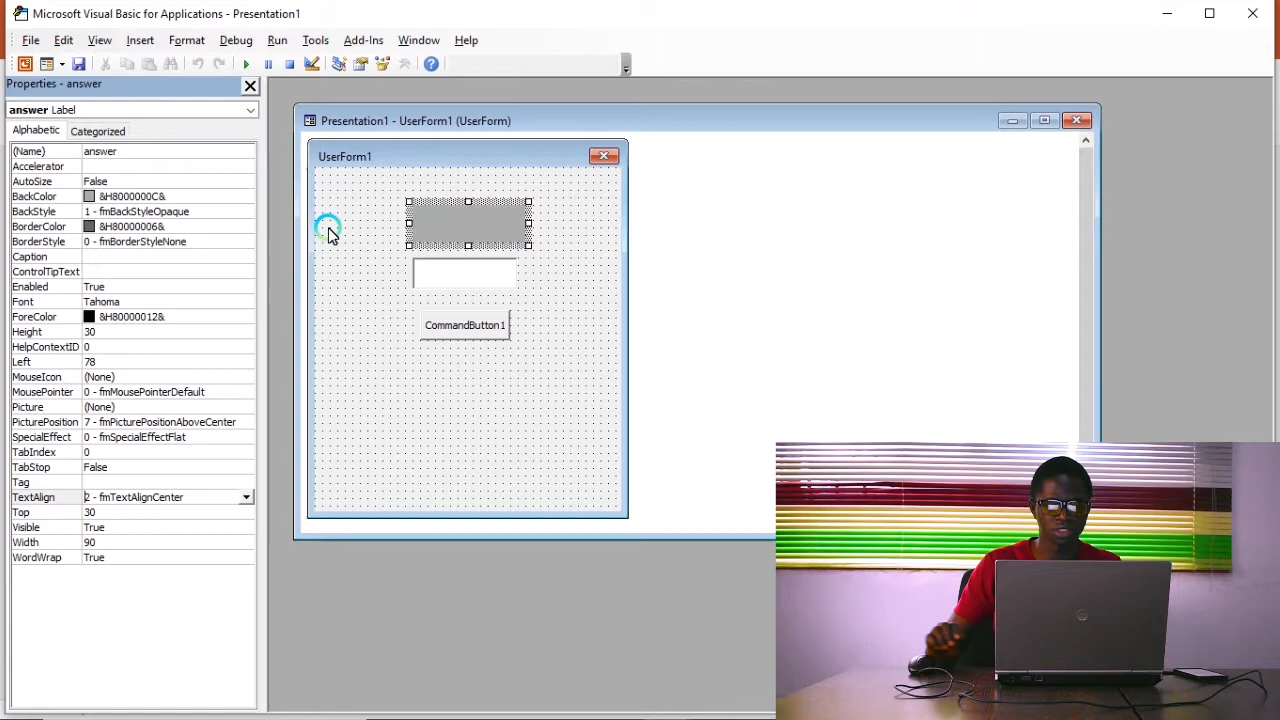 Microsoft Visual Basic for Applications - Presentation1
File Edit View Insert Format Debug Run Tools Add-Ins Window Help
Properties - answer
answer Label
Alphabetic Categorized
(Name) answer
Accelerator
AutoSize False
BackColor &H8000000C&
BackStyle 1 - fmBackStyleOpaque
BorderColor &H80000006&
BorderStyle 0 - fmBorderStyleNone
Caption
ControlTipText
Enabled True
Font Tahoma
ForeColor &H80000012&
Height 30
HelpContextID 0
Left 78
MouseIcon (None)
MousePointer 0 - fmMousePointerDefault
Picture (None)
PicturePosition 7 - fmPicturePositionAboveCenter
SpecialEffect 0 - fmSpecialEffectFlat
TabIndex 0
TabStop False
Tag
TextAlign 2 - fmTextAlignCenter
Top 30
Visible True
Width 90
WordWrap True
Presentation1 - UserForm1 (UserForm)
UserForm1
CommandButton1